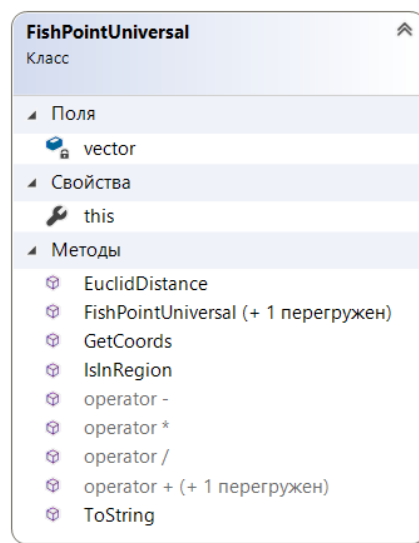 FishPointUniversal
Класс
Поля
vector
Свойства
this
Методы
EuclidDistance
FishPointUniversal (+ 1 перегружен)
GetCoords
IsInRegion
operator -
operator *
operator /
operator + (+ 1 перегружен)
ToString